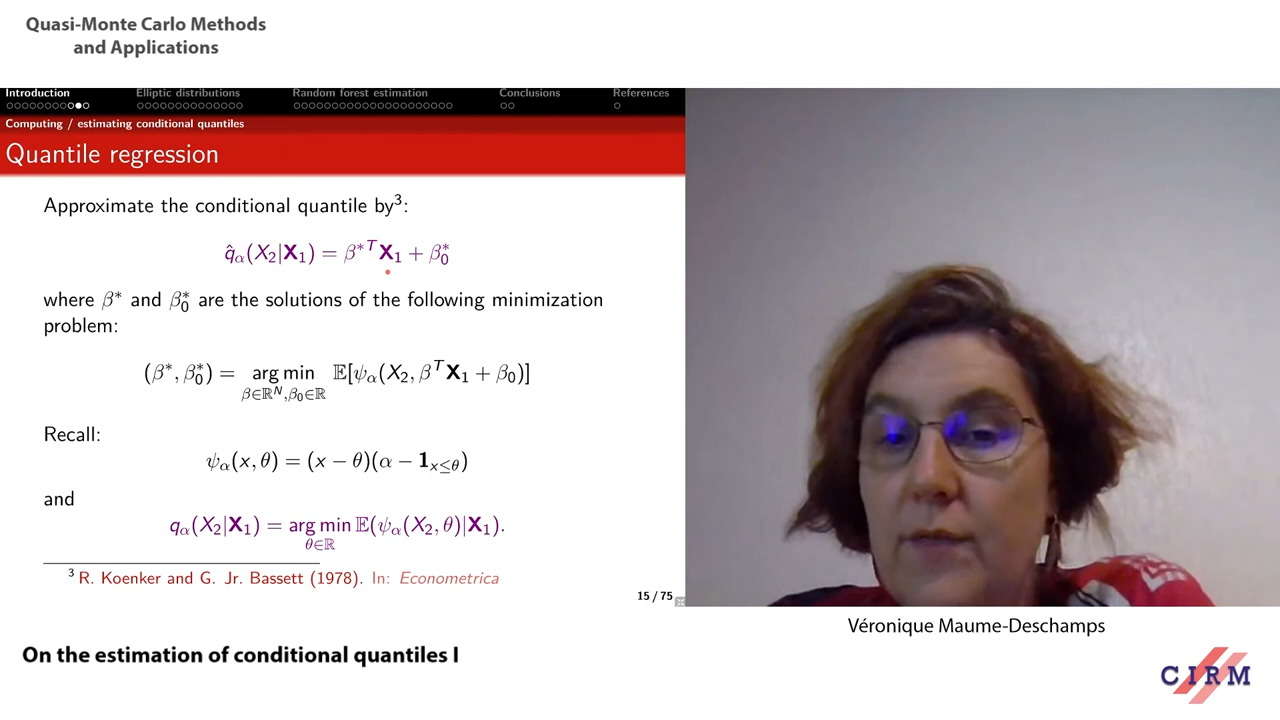 Quasi-Monte Carlo Methods
and Applications
Introduction Elliptic distributions Random forest estimation Conclusions References
Computing / estimating conditional quantiles
Quantile regression
Approximate the conditional quantile by³:
q̂α(X₂|𝐗₁) = β*ᵀ𝐗₁ + β₀*
where β* and β₀* are the solutions of the following minimization
problem:
(β*, β₀*) = arg min 𝔼[ψα(X₂, βᵀ𝐗₁ + β₀)]
β∈ℝᴺ,β₀∈ℝ
Recall:
ψα(x, θ) = (x − θ)(α − 𝟏x≤θ)
and
qα(X₂|𝐗₁) = arg min 𝔼(ψα(X₂, θ)|𝐗₁).
θ∈ℝ
³ R. Koenker and G. Jr. Bassett (1978). In: Econometrica
15 / 75
Véronique Maume-Deschamps
On the estimation of conditional quantiles I
CIRM